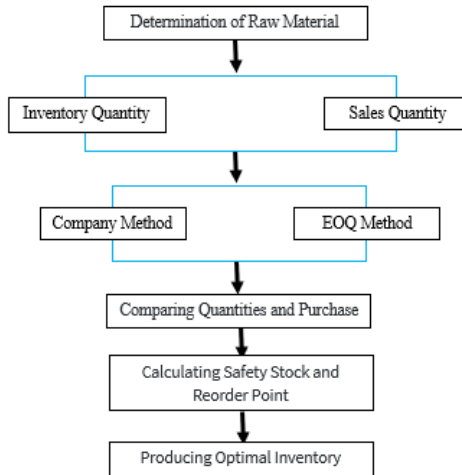 Determination of Raw Material
Inventory Quantity
Sales Quantity
Company Method
EOQ Method
Comparing Quantities and Purchase
Calculating Safety Stock and
Reorder Point
Producing Optimal Inventory